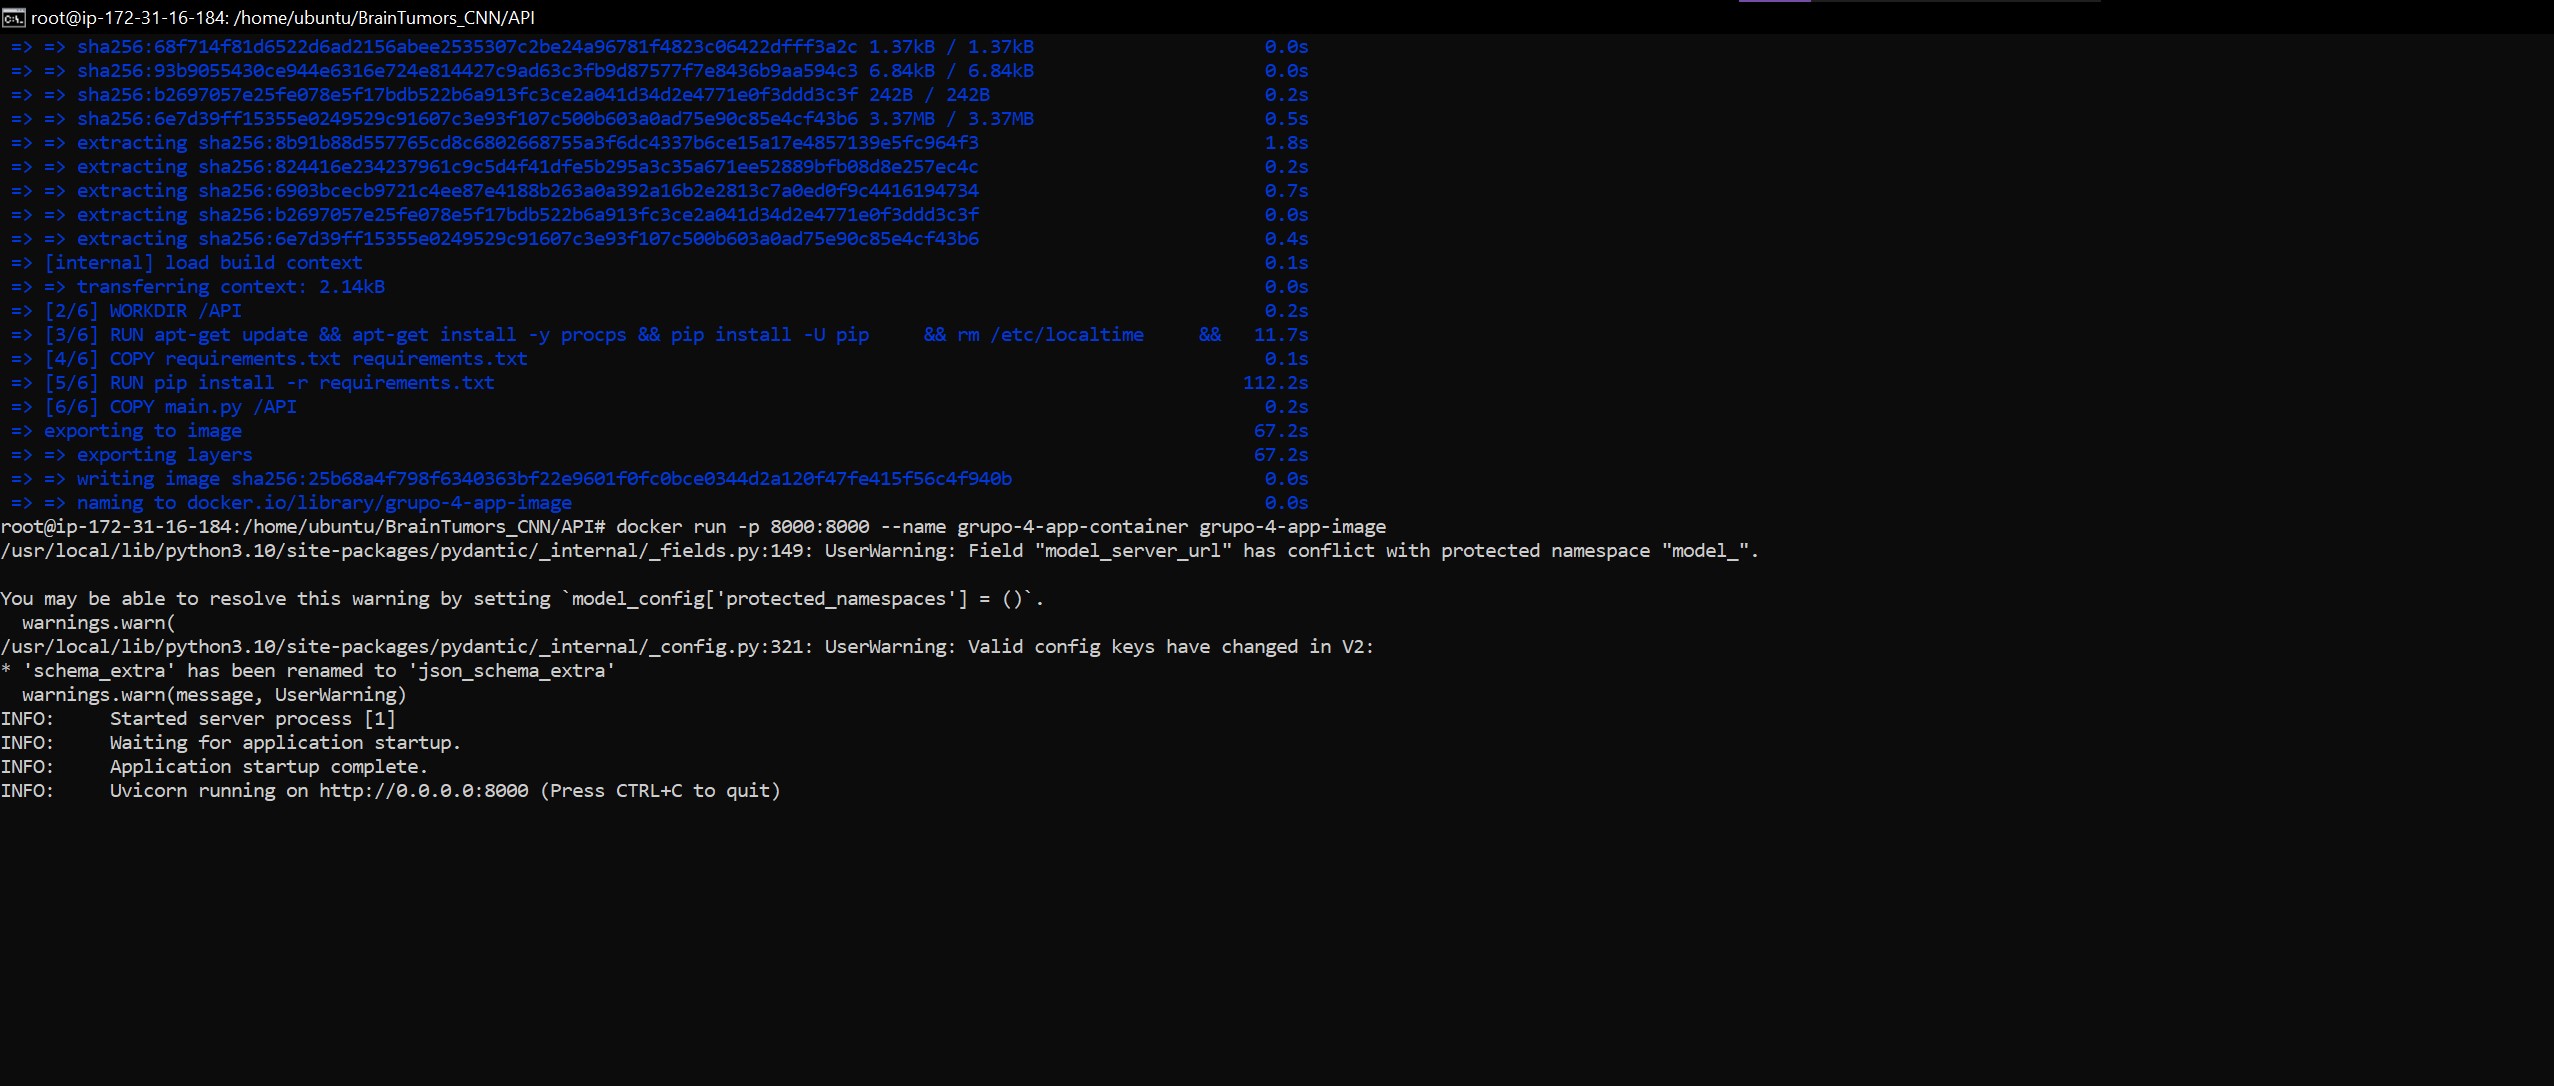 root@ip-172-31-16-184: /home/ubuntu/BrainTumors_CNN/API
=> => sha256:68f714f81d6522d6ad2156abee2535307c2be24a96781f4823c06422dfff3a2c 1.37kB / 1.37kB 0.0s
=> => sha256:93b9055430ce944e6316e724e814427c9ad63c3fb9d87577f7e8436b9aa594c3 6.84kB / 6.84kB 0.0s
=> => sha256:b2697057e25fe078e5f17bdb522b6a913fc3ce2a041d34d2e4771e0f3ddd3c3f 242B / 242B 0.2s
=> => sha256:6e7d39ff15355e0249529c91607c3e93f107c500b603a0ad75e90c85e4cf43b6 3.37MB / 3.37MB 0.5s
=> => extracting sha256:8b91b88d557765cd8c6802668755a3f6dc4337b6ce15a17e4857139e5fc964f3 1.8s
=> => extracting sha256:824416e234237961c9c5d4f41dfe5b295a3c35a671ee52889bfb08d8e257ec4c 0.2s
=> => extracting sha256:6903bcecb9721c4ee87e4188b263a0a392a16b2e2813c7a0ed0f9c4416194734 0.7s
=> => extracting sha256:b2697057e25fe078e5f17bdb522b6a913fc3ce2a041d34d2e4771e0f3ddd3c3f 0.0s
=> => extracting sha256:6e7d39ff15355e0249529c91607c3e93f107c500b603a0ad75e90c85e4cf43b6 0.4s
=> [internal] load build context 0.1s
=> => transferring context: 2.14kB 0.0s
=> [2/6] WORKDIR /API 0.2s
=> [3/6] RUN apt-get update && apt-get install -y procps && pip install -U pip     && rm /etc/localtime     && 11.7s
=> [4/6] COPY requirements.txt requirements.txt 0.1s
=> [5/6] RUN pip install -r requirements.txt 112.2s
=> [6/6] COPY main.py /API 0.2s
=> exporting to image 67.2s
=> => exporting layers 67.2s
=> => writing image sha256:25b68a4f798f6340363bf22e9601f0fc0bce0344d2a120f47fe415f56c4f940b 0.0s
=> => naming to docker.io/library/grupo-4-app-image 0.0s
root@ip-172-31-16-184:/home/ubuntu/BrainTumors_CNN/API# docker run -p 8000:8000 --name grupo-4-app-container grupo-4-app-image
/usr/local/lib/python3.10/site-packages/pydantic/_internal/_fields.py:149: UserWarning: Field "model_server_url" has conflict with protected namespace "model_".
You may be able to resolve this warning by setting `model_config['protected_namespaces'] = ()`.
  warnings.warn(
/usr/local/lib/python3.10/site-packages/pydantic/_internal/_config.py:321: UserWarning: Valid config keys have changed in V2:
* 'schema_extra' has been renamed to 'json_schema_extra'
  warnings.warn(message, UserWarning)
INFO:     Started server process [1]
INFO:     Waiting for application startup.
INFO:     Application startup complete.
INFO:     Uvicorn running on http://0.0.0.0:8000 (Press CTRL+C to quit)